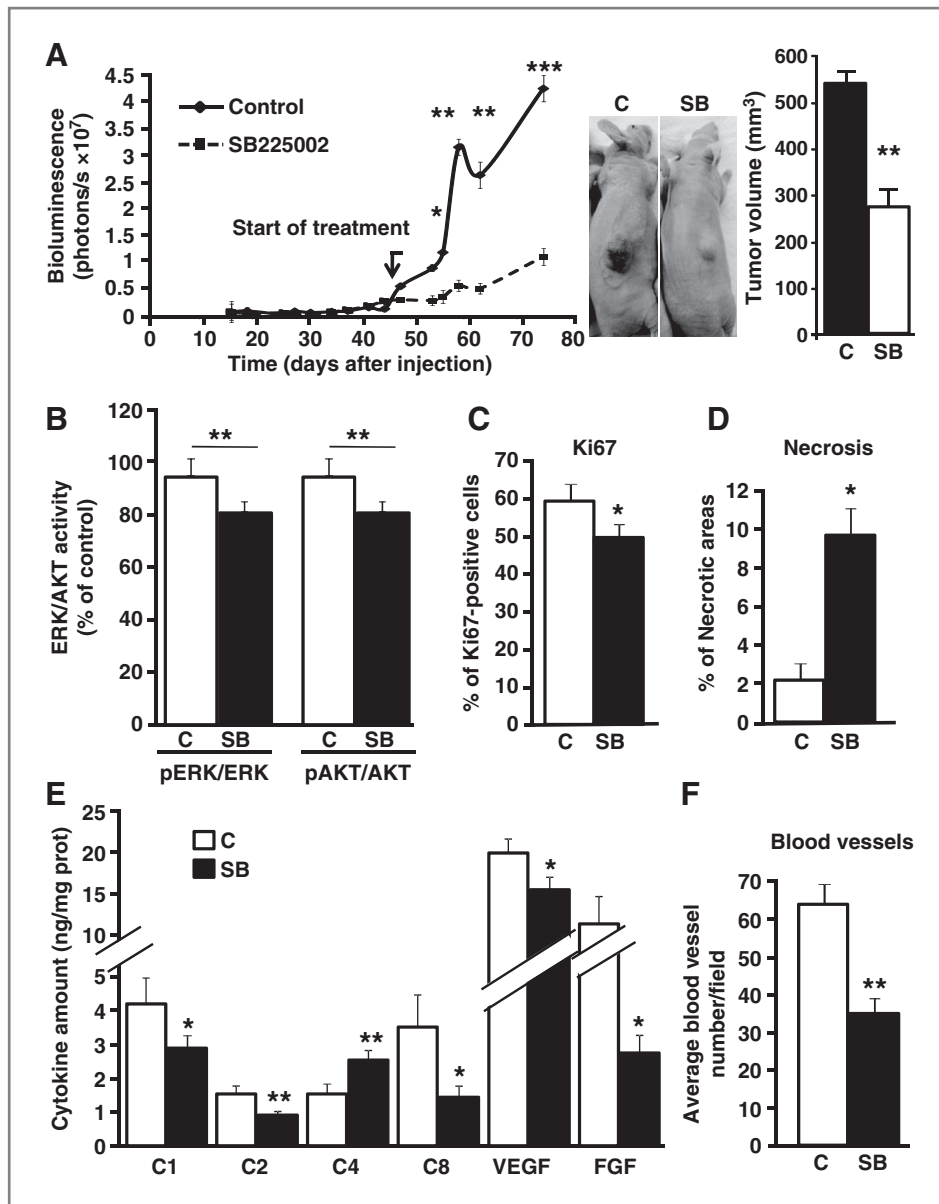 A
Bioluminescence
(photons/s ×10⁷)
4.5
4
3.5
3
2.5
2
1.5
1
0.5
0
Control
SB225002
Start of treatment
*
**
**
***
0 10 20 30 40 50 60 70 80
Time (days after injection)
C SB
Tumor volume (mm³)
600
500
400
300
200
100
0
**
C SB
B
ERK/AKT activity
(% of control)
120
100
80
60
40
20
0
** **
C SB C SB
pERK/ERK pAKT/AKT
C
Ki67
% of Ki67-positive cells
70
60
50
40
30
20
10
0
*
C SB
D
Necrosis
% of Necrotic areas
12
10
8
6
4
2
0
*
C SB
E
Cytokine amount (ng/mg prot)
25
20
15
10
5
4
3
2
1
0
C
SB
* ** ** * * *
C1 C2 C4 C8 VEGF FGF
F
Blood vessels
Average blood vessel
number/field
70
60
50
40
30
20
10
0
**
C SB